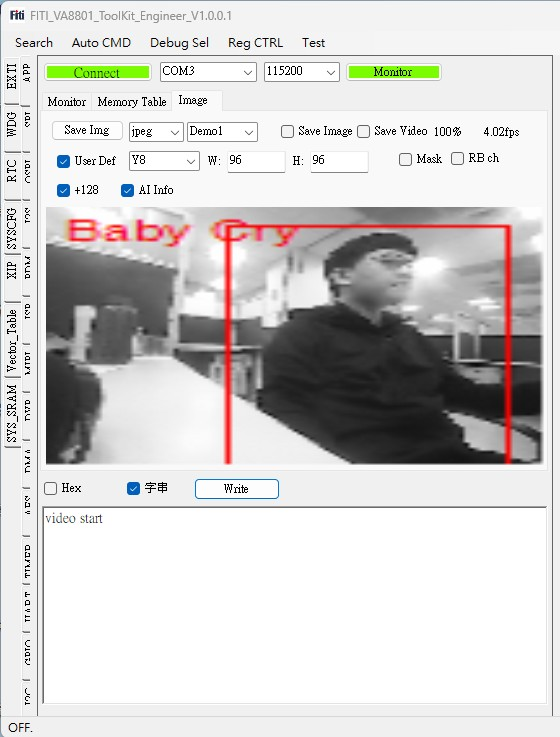 Fiti FITI_VA8801_ToolKit_Engineer_V1.0.0.1
Search Auto CMD Debug Sel Reg CTRL Test
Connect COM3 115200 Monitor
Monitor Memory Table Image
Save Img jpeg Demo1 Save Image Save Video 100% 4.02fps
User Def Y8 W: 96 H: 96 Mask RB ch
+128 AI Info
Baby Cry
Hex 字串 Write
video start
OFF.
EXTI
WDG
RTC
SYSCFG
XIP
Vector_Table
SYS_SRAM
APP